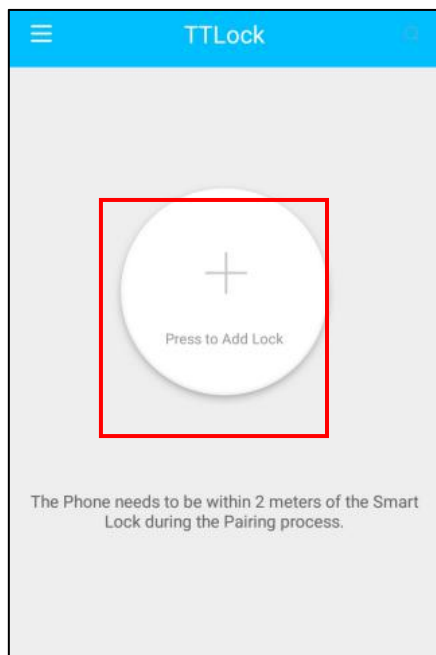 TTLock
Press to Add Lock
The Phone needs to be within 2 meters of the Smart
Lock during the Pairing process.